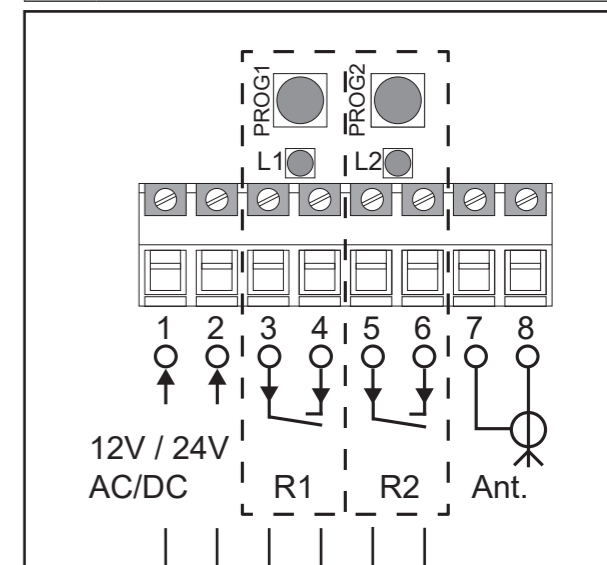 PROG1 PROG2
L1 L2
1 2 3 4 5 6 7 8
12V / 24V
AC/DC R1 R2 Ant.